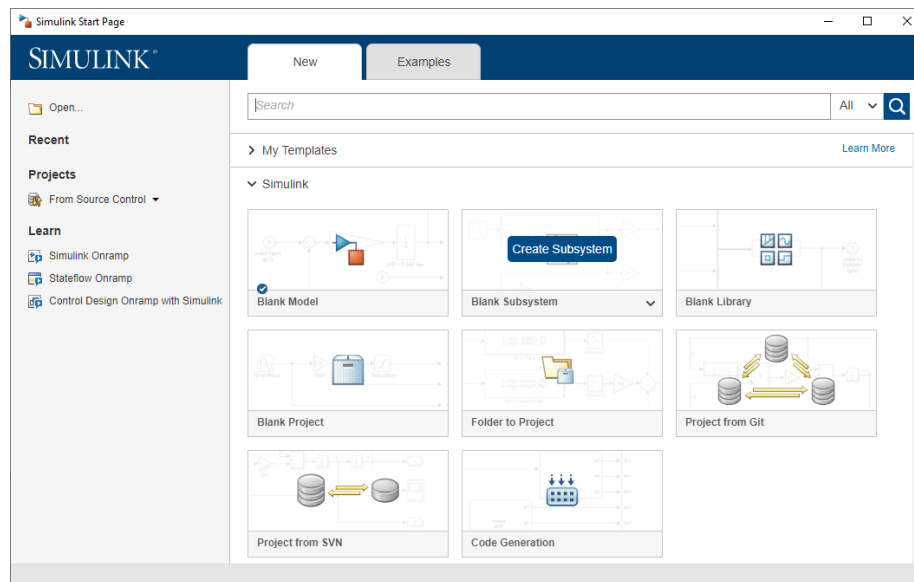 Simulink Start Page
SIMULINK®
New
Examples
Open...
Recent
Projects
From Source Control
Learn
Simulink Onramp
Stateflow Onramp
Control Design Onramp with Simulink
Search
All
My Templates
Learn More
Simulink
Blank Model
Create Subsystem
Blank Subsystem
Blank Library
Blank Project
Folder to Project
Project from Git
Project from SVN
Code Generation